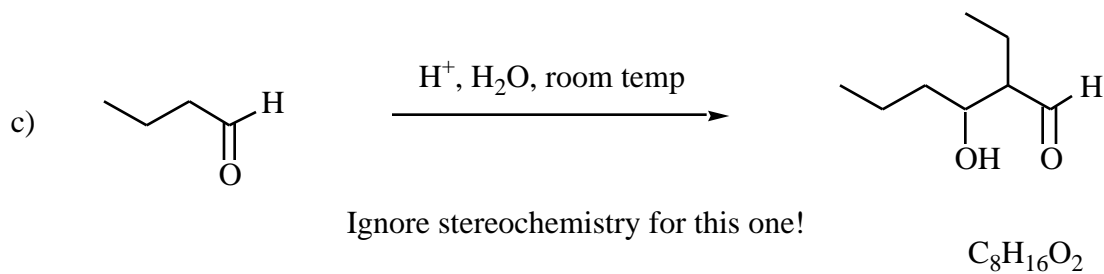 H⁺, H₂O, room temp
c)
H
O
H
OH
O
Ignore stereochemistry for this one!
C₈H₁₆O₂